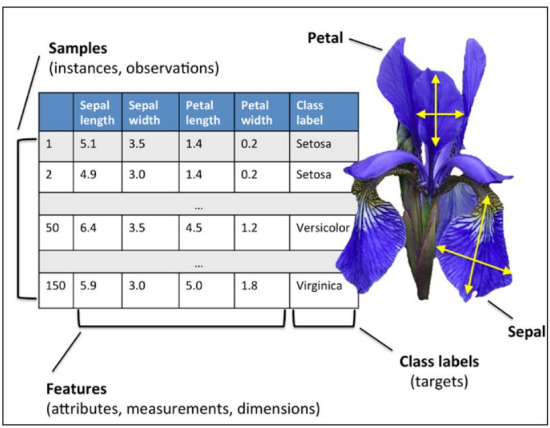 Samples
(instances, observations)
Petal
Sepal length Sepal width Petal length Petal width Class label
1 5.1 3.5 1.4 0.2 Setosa
2 4.9 3.0 1.4 0.2 Setosa
...
50 6.4 3.5 4.5 1.2 Versicolor
...
150 5.9 3.0 5.0 1.8 Virginica
Sepal
Class labels
(targets)
Features
(attributes, measurements, dimensions)